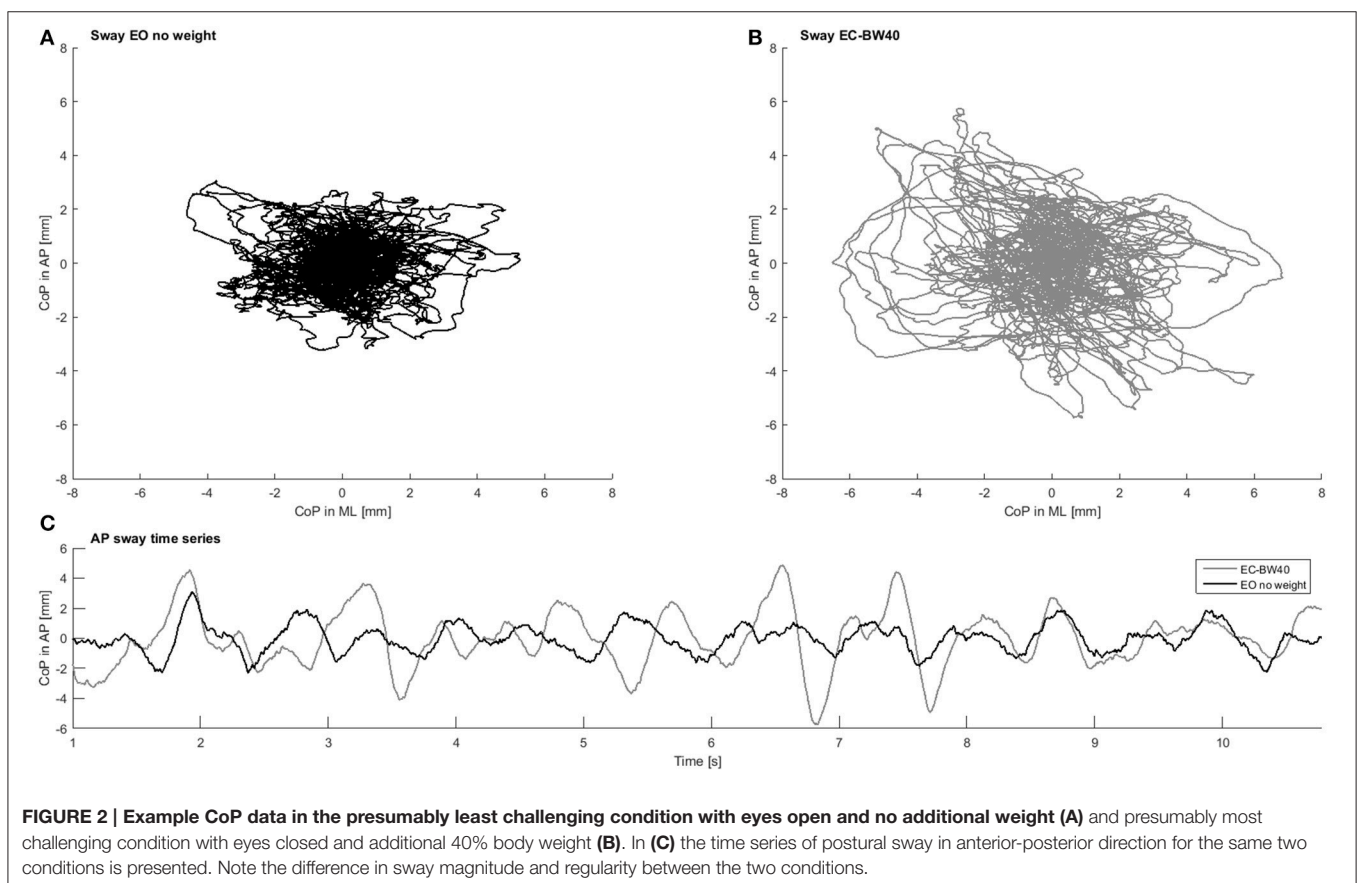 A Sway EO no weight
8
6
4
2
0
-2
-4
-6
-8
CoP in AP [mm]
-8 -6 -4 -2 0 2 4 6 8
CoP in ML [mm]
B Sway EC-BW40
8
6
4
2
0
-2
-4
-6
-8
CoP in AP [mm]
-8 -6 -4 -2 0 2 4 6 8
CoP in ML [mm]
C AP sway time series
6
4
2
0
-2
-4
-6
CoP in AP [mm]
EC-BW40
EO no weight
1 2 3 4 5 6 7 8 9 10
Time [s]
FIGURE 2 | Example CoP data in the presumably least challenging condition with eyes open and no additional weight (A) and presumably most
challenging condition with eyes closed and additional 40% body weight (B). In (C) the time series of postural sway in anterior-posterior direction for the same two
conditions is presented. Note the difference in sway magnitude and regularity between the two conditions.